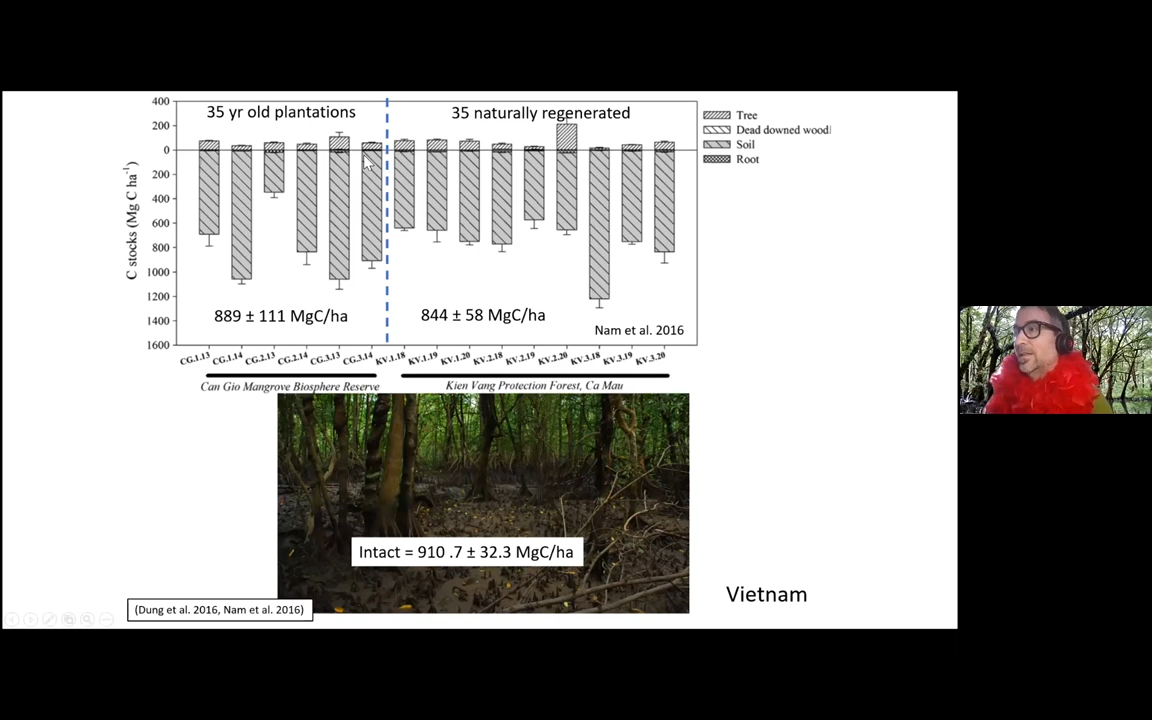 35 yr old plantations
35 naturally regenerated
Tree
Dead downed wood
Soil
Root
C stocks (Mg C ha⁻¹)
400
200
0
200
400
600
800
1000
1200
1400
1600
889 ± 111 MgC/ha
844 ± 58 MgC/ha
Nam et al. 2016
CG.1.13 CG.1.14 CG.2.13 CG.2.14 CG.3.13 CG.3.14 KV.1.18 KV.1.19 KV.1.20 KV.2.18 KV.2.19 KV.2.20 KV.3.18 KV.3.19 KV.3.20
Can Gio Mangrove Biosphere Reserve
Kien Vang Protection Forest, Ca Mau
Intact = 910 .7 ± 32.3 MgC/ha
Vietnam
(Dung et al. 2016, Nam et al. 2016)